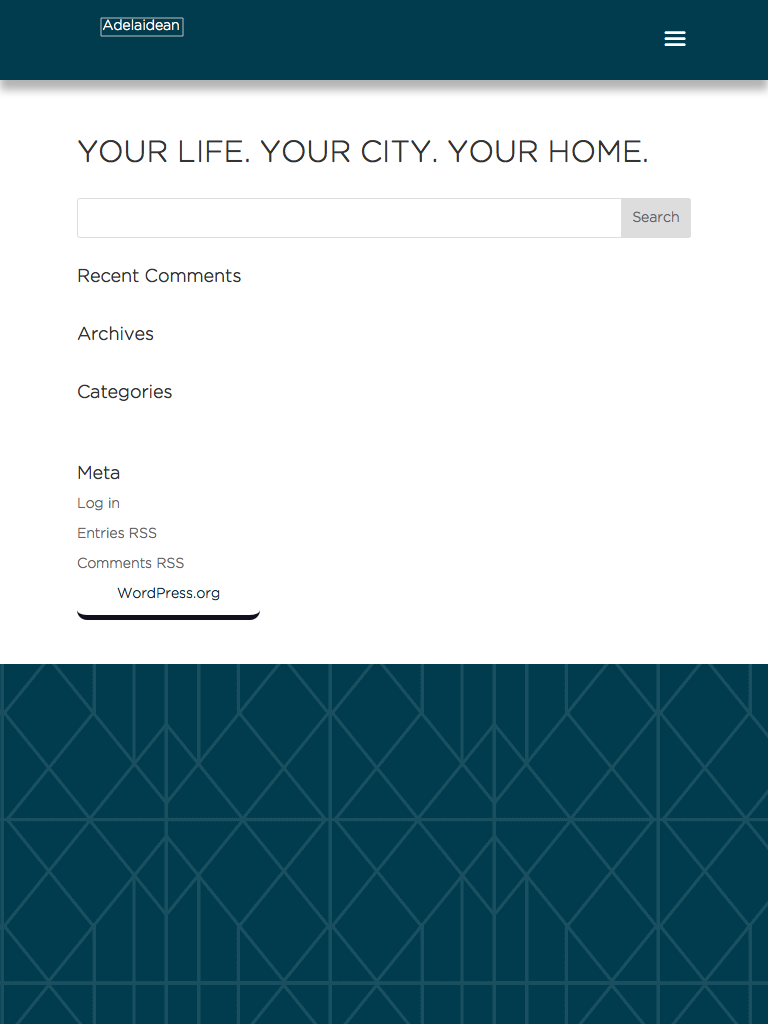 Adelaidean
YOUR LIFE. YOUR CITY. YOUR HOME.
Search
Recent Comments
Archives
Categories
Meta
Log in
Entries RSS
Comments RSS
WordPress.org